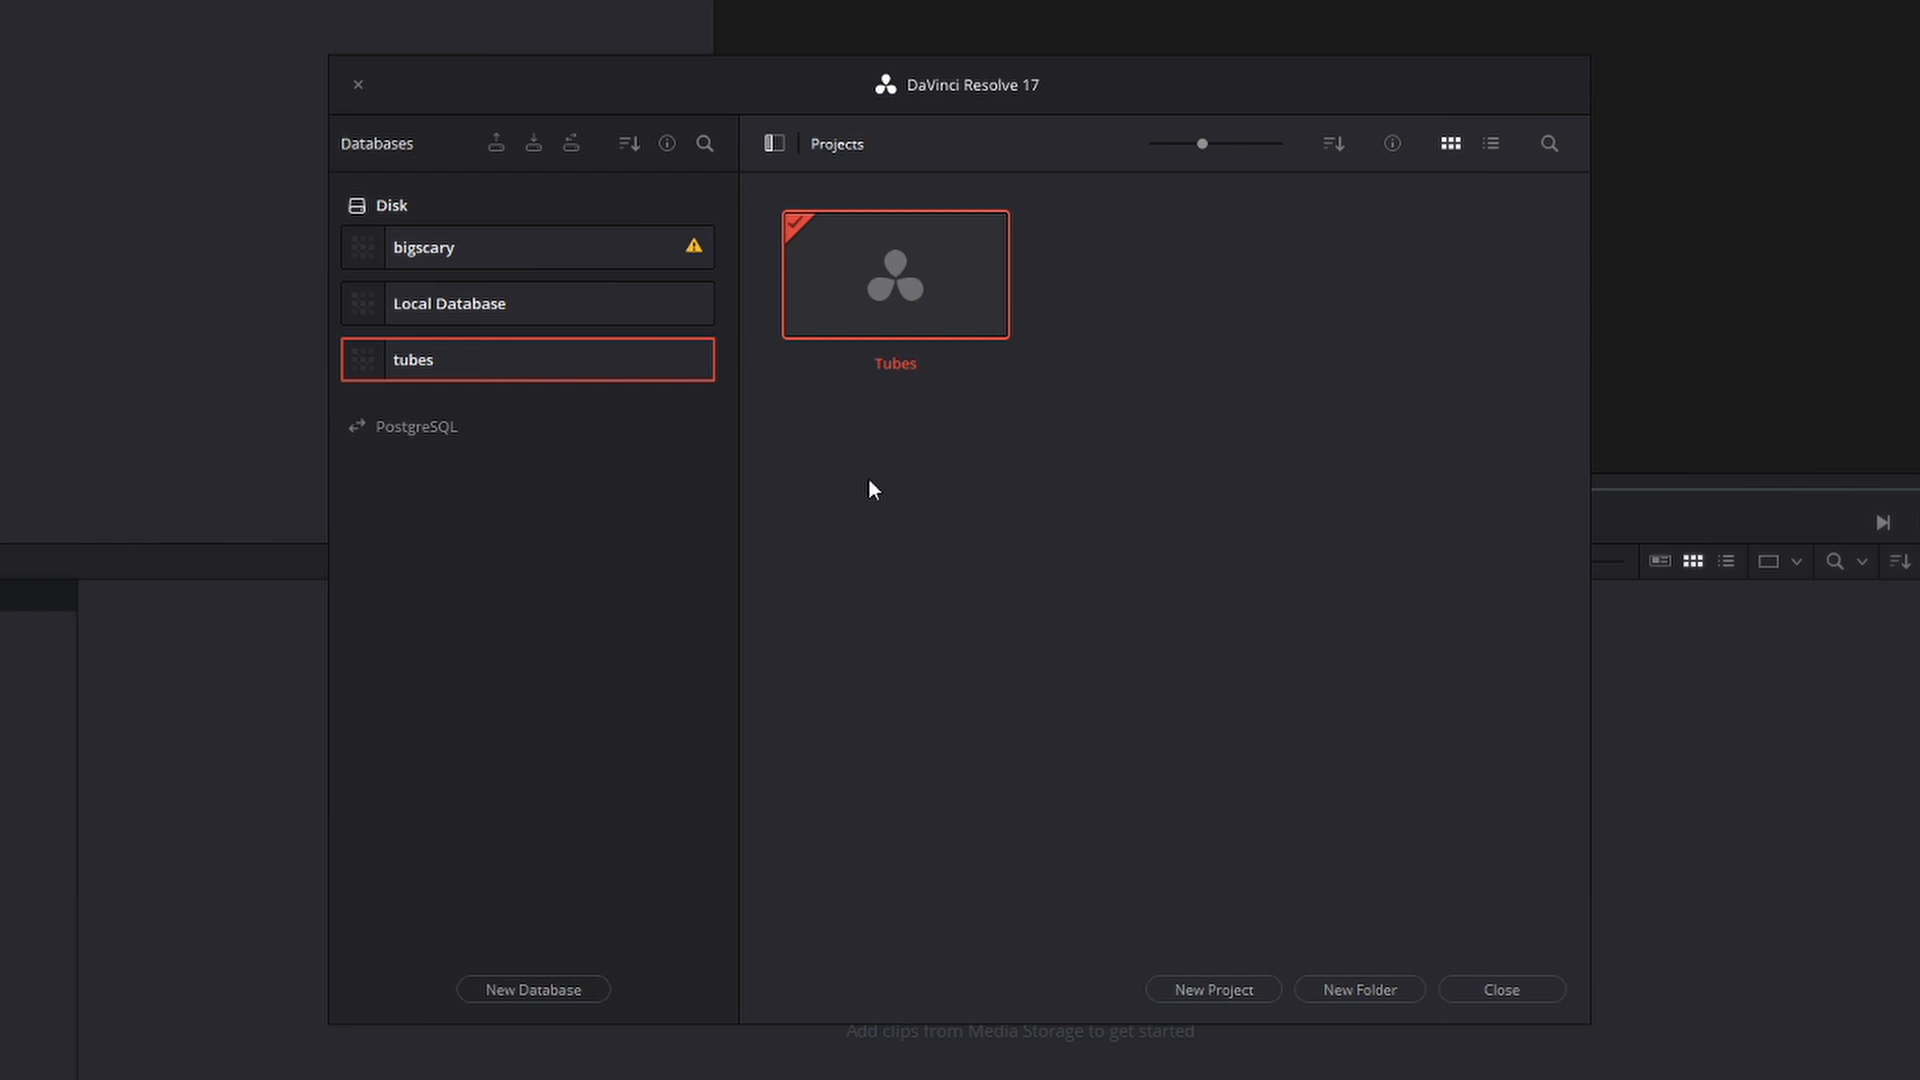 DaVinci Resolve 17
Databases
Projects
Disk
bigscary
Local Database
tubes
PostgreSQL
Tubes
New Database
New Project
New Folder
Close
Add clips from Media Storage to get started